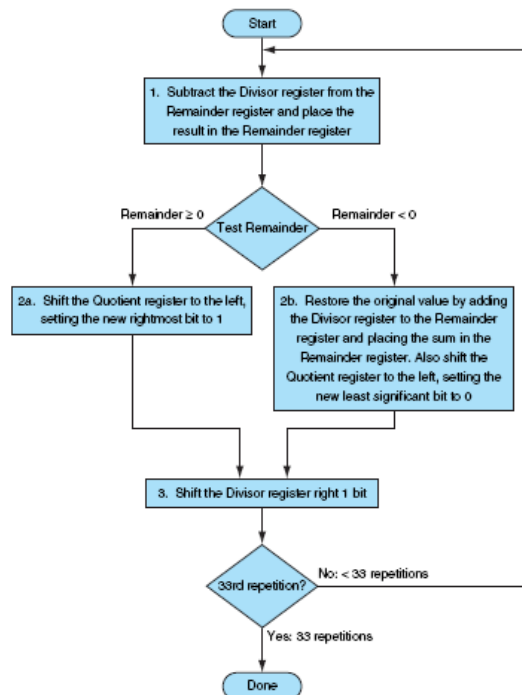 Start
1. Subtract the Divisor register from the
Remainder register and place the
result in the Remainder register
Remainder ≥ 0
Remainder < 0
Test Remainder
2a. Shift the Quotient register to the left,
setting the new rightmost bit to 1
2b. Restore the original value by adding
the Divisor register to the Remainder
register and placing the sum in the
Remainder register. Also shift the
Quotient register to the left, setting the
new least significant bit to 0
3. Shift the Divisor register right 1 bit
33rd repetition?
No: < 33 repetitions
Yes: 33 repetitions
Done